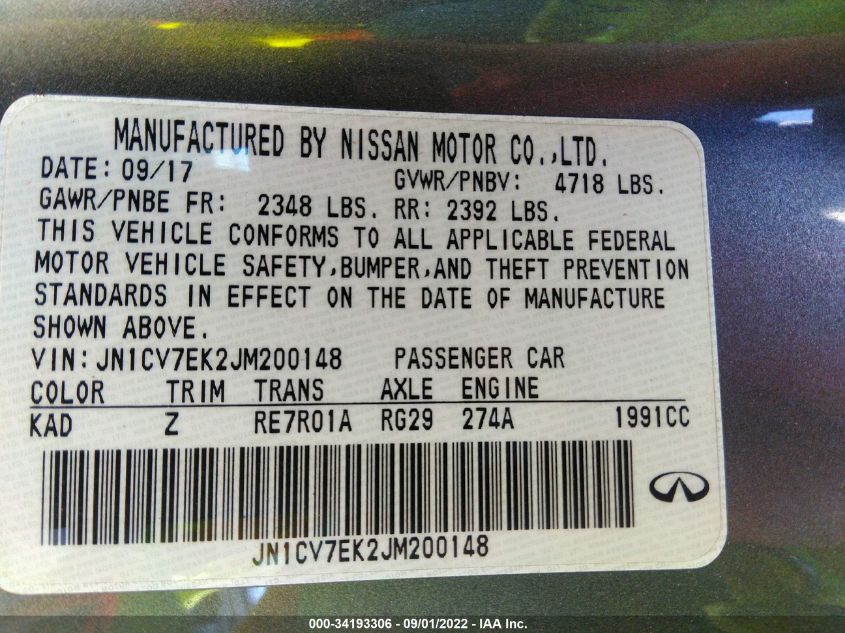 MANUFACTURED BY NISSAN MOTOR CO.,LTD.
DATE: 09/17 GVWR/PNBV: 4718 LBS.
GAWR/PNBE FR: 2348 LBS. RR: 2392 LBS.
THIS VEHICLE CONFORMS TO ALL APPLICABLE FEDERAL
MOTOR VEHICLE SAFETY,BUMPER,AND THEFT PREVENTION
STANDARDS IN EFFECT ON THE DATE OF MANUFACTURE
SHOWN ABOVE.
VIN:JN1CV7EK2JM200148 PASSENGER CAR
COLOR TRIM TRANS AXLE ENGINE
KAD Z RE7R01A RG29 274A 1991CC
JN1CV7EK2JM200148
000-34193306 - 09/01/2022 - IAA Inc.